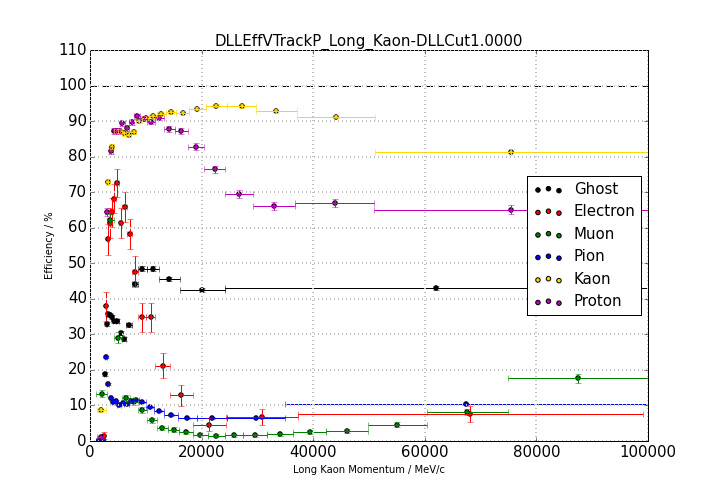 DLLEffVTrackP_Long_Kaon-DLLCut1.0000
110
100
90
80
70
60
50
40
30
20
10
0
Efficiency / %
Ghost
Electron
Muon
Pion
Kaon
Proton
0 20000 40000 60000 80000 100000
Long Kaon Momentum / MeV/c